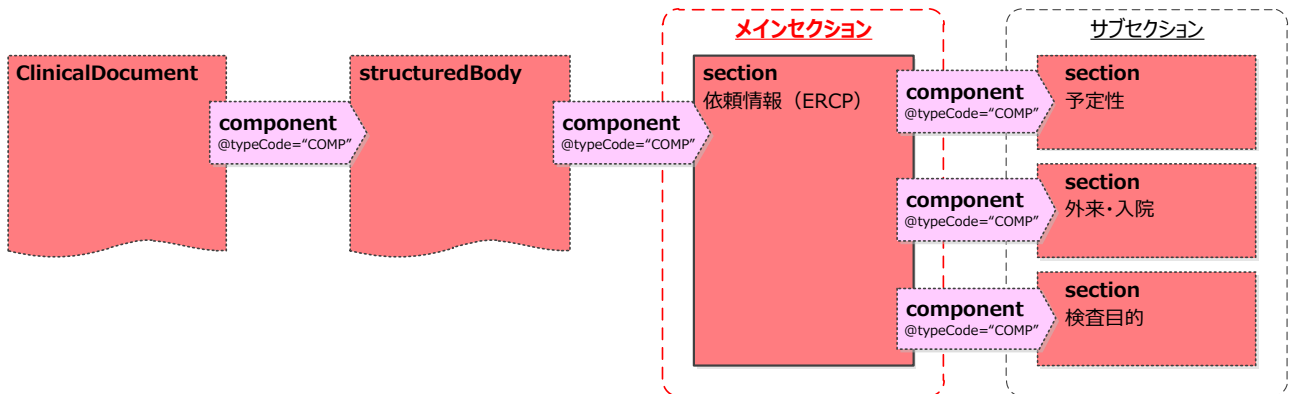 メインセクション
サブセクション
ClinicalDocument
component
@typeCode=“COMP”
structuredBody
component
@typeCode=“COMP”
section
依頼情報（ERCP）
component
@typeCode=“COMP”
section
予定性
component
@typeCode=“COMP”
section
外来・入院
component
@typeCode=“COMP”
section
検査目的